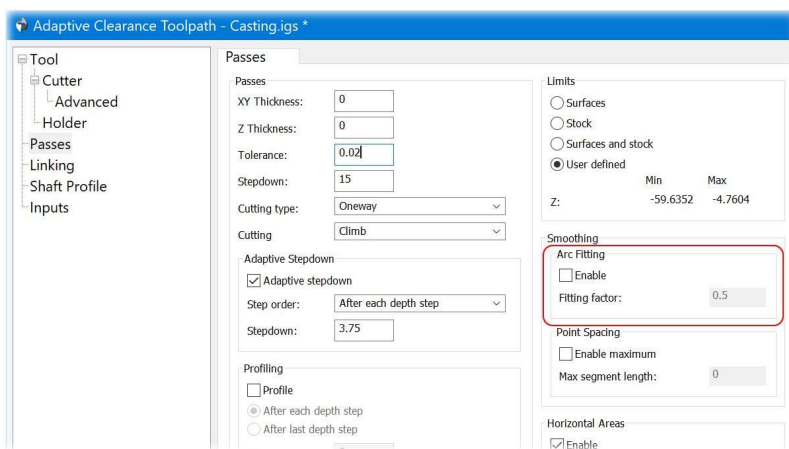 Adaptive Clearance Toolpath - Casting.igs *
Tool
Cutter
Advanced
Holder
Passes
Linking
Shaft Profile
Inputs
Passes
Passes
XY Thickness: 0
Z Thickness: 0
Tolerance: 0.02
Stepdown: 15
Cutting type: Oneway
Cutting Climb
Adaptive Stepdown
Adaptive stepdown
Step order: After each depth step
Stepdown: 3.75
Profiling
Profile
After each depth step
After last depth step
Limits
Surfaces
Stock
Surfaces and stock
User defined
Min Max
Z: -59.6352 -4.7604
Smoothing
Arc Fitting
Enable
Fitting factor: 0.5
Point Spacing
Enable maximum
Max segment length: 0
Horizontal Areas
Enable